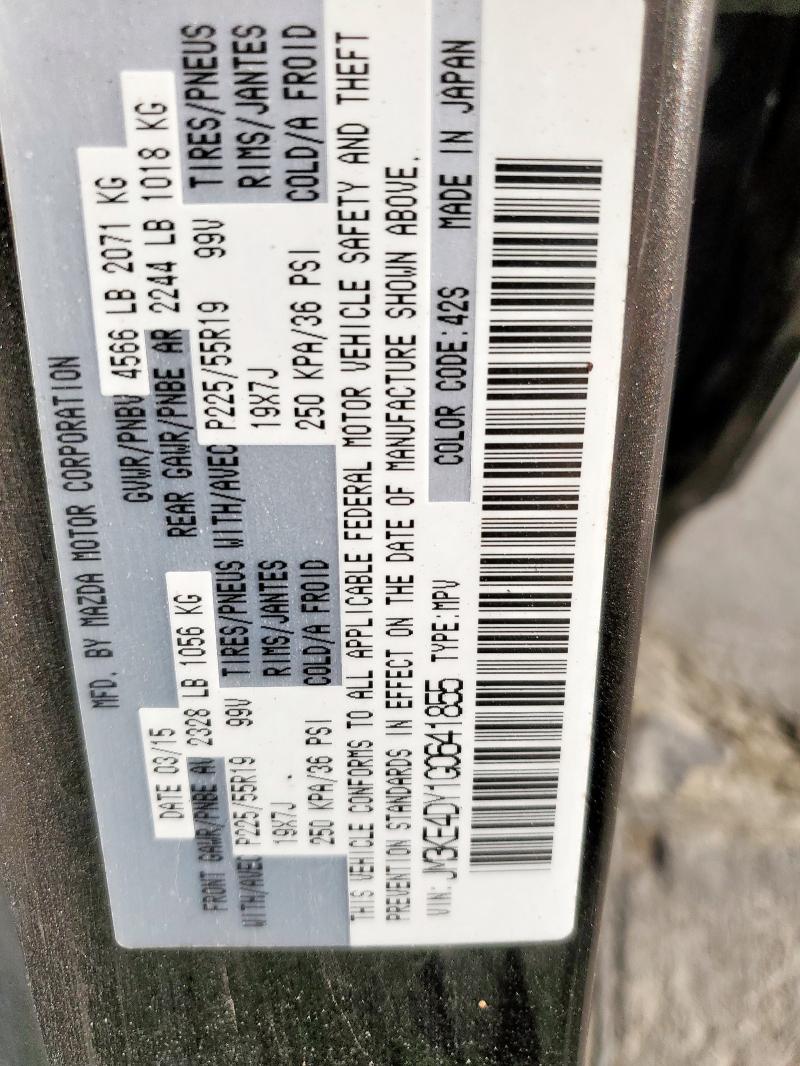 MFD. BY MAZDA MOTOR CORPORATION
DATE 03/15 GVWR/PNBV 4566 LB 2071 KG
FRONT GAWR/PNBE AV 2328 LB 1056 KG REAR GAWR/PNBE AR 2244 LB 1018 KG
WITH/AVEC P225/55R19 99V TIRES/PNEUS WITH/AVEC P225/55R19 99V TIRES/PNEUS
19X7J RIMS/JANTES 19X7J RIMS/JANTES
250 KPA/36 PSI COLD/A FROID 250 KPA/36 PSI COLD/A FROID
THIS VEHICLE CONFORMS TO ALL APPLICABLE FEDERAL MOTOR VEHICLE SAFETY AND THEFT
PREVENTION STANDARDS IN EFFECT ON THE DATE OF MANUFACTURE SHOWN ABOVE.
VIN: JM3KE4DY1G0641855 TYPE:MPV COLOR CODE:42S MADE IN JAPAN